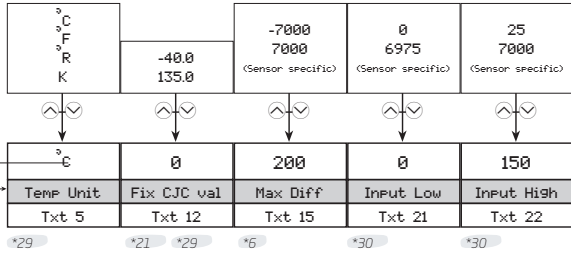 °C
°F
°R
K
-40.0
135.0
-7000
7000
(Sensor specific)
0
6975
(Sensor specific)
25
7000
(Sensor specific)
°C 0 200 0 150
Temp Unit Fix CJC val Max Diff Input Low Input High
Txt 5 Txt 12 Txt 15 Txt 21 Txt 22
*29 *21 *29 *6 *30 *30